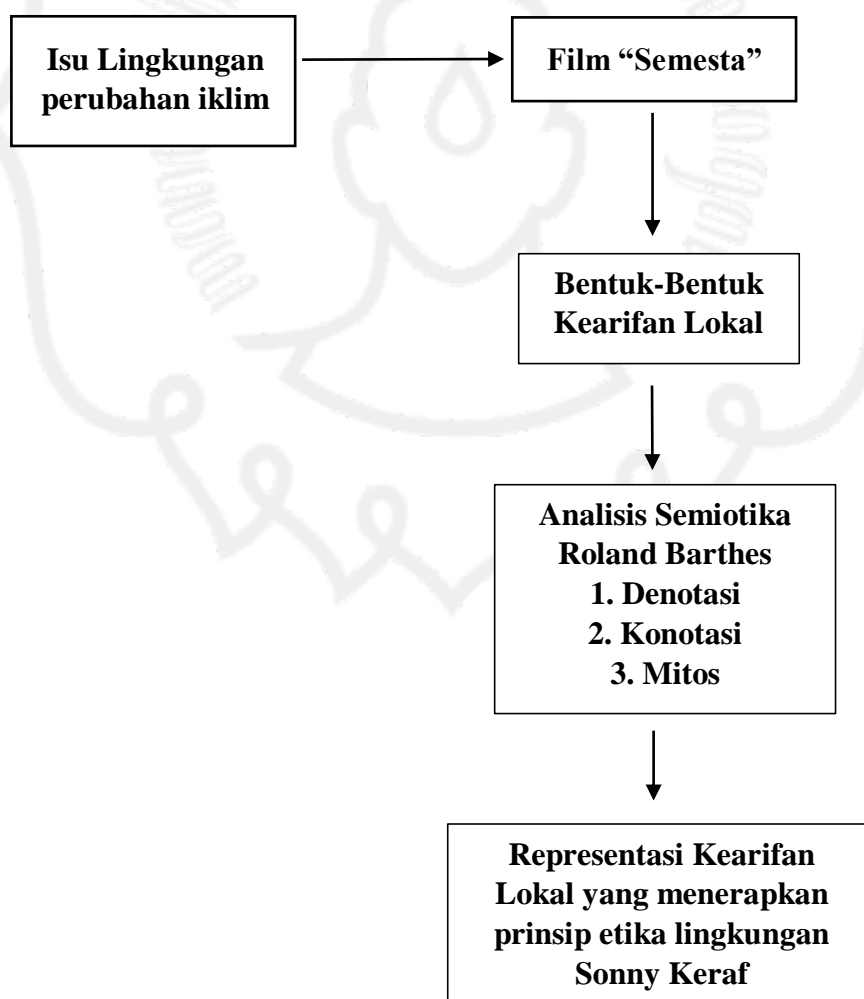 Isu Lingkungan
perubahan iklim
Film “Semesta”
Bentuk-Bentuk
Kearifan Lokal
Analisis Semiotika
Roland Barthes
1. Denotasi
2. Konotasi
3. Mitos
Representasi Kearifan
Lokal yang menerapkan
prinsip etika lingkungan
Sonny Keraf